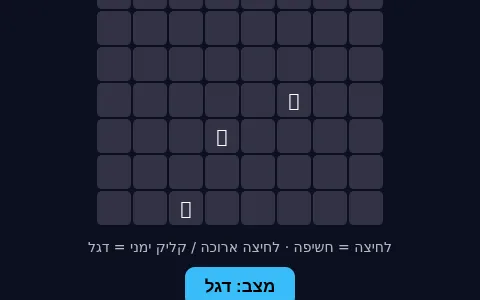 לחיצה = חשיפה · לחיצה ארוכה / קליק ימני = דגל
מצב: דגל